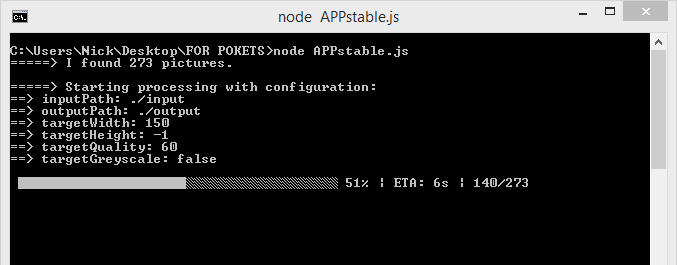 node APPstable.js
C:\Users\Nick\Desktop\FOR POKETS>node APPstable.js
=====> I found 273 pictures.
=====> Starting processing with configuration:
==> inputPath: ./input
==> outputPath: ./output
==> targetWidth: 150
==> targetHeight: -1
==> targetQuality: 60
==> targetGreyscale: false
51% | ETA: 6s | 140/273